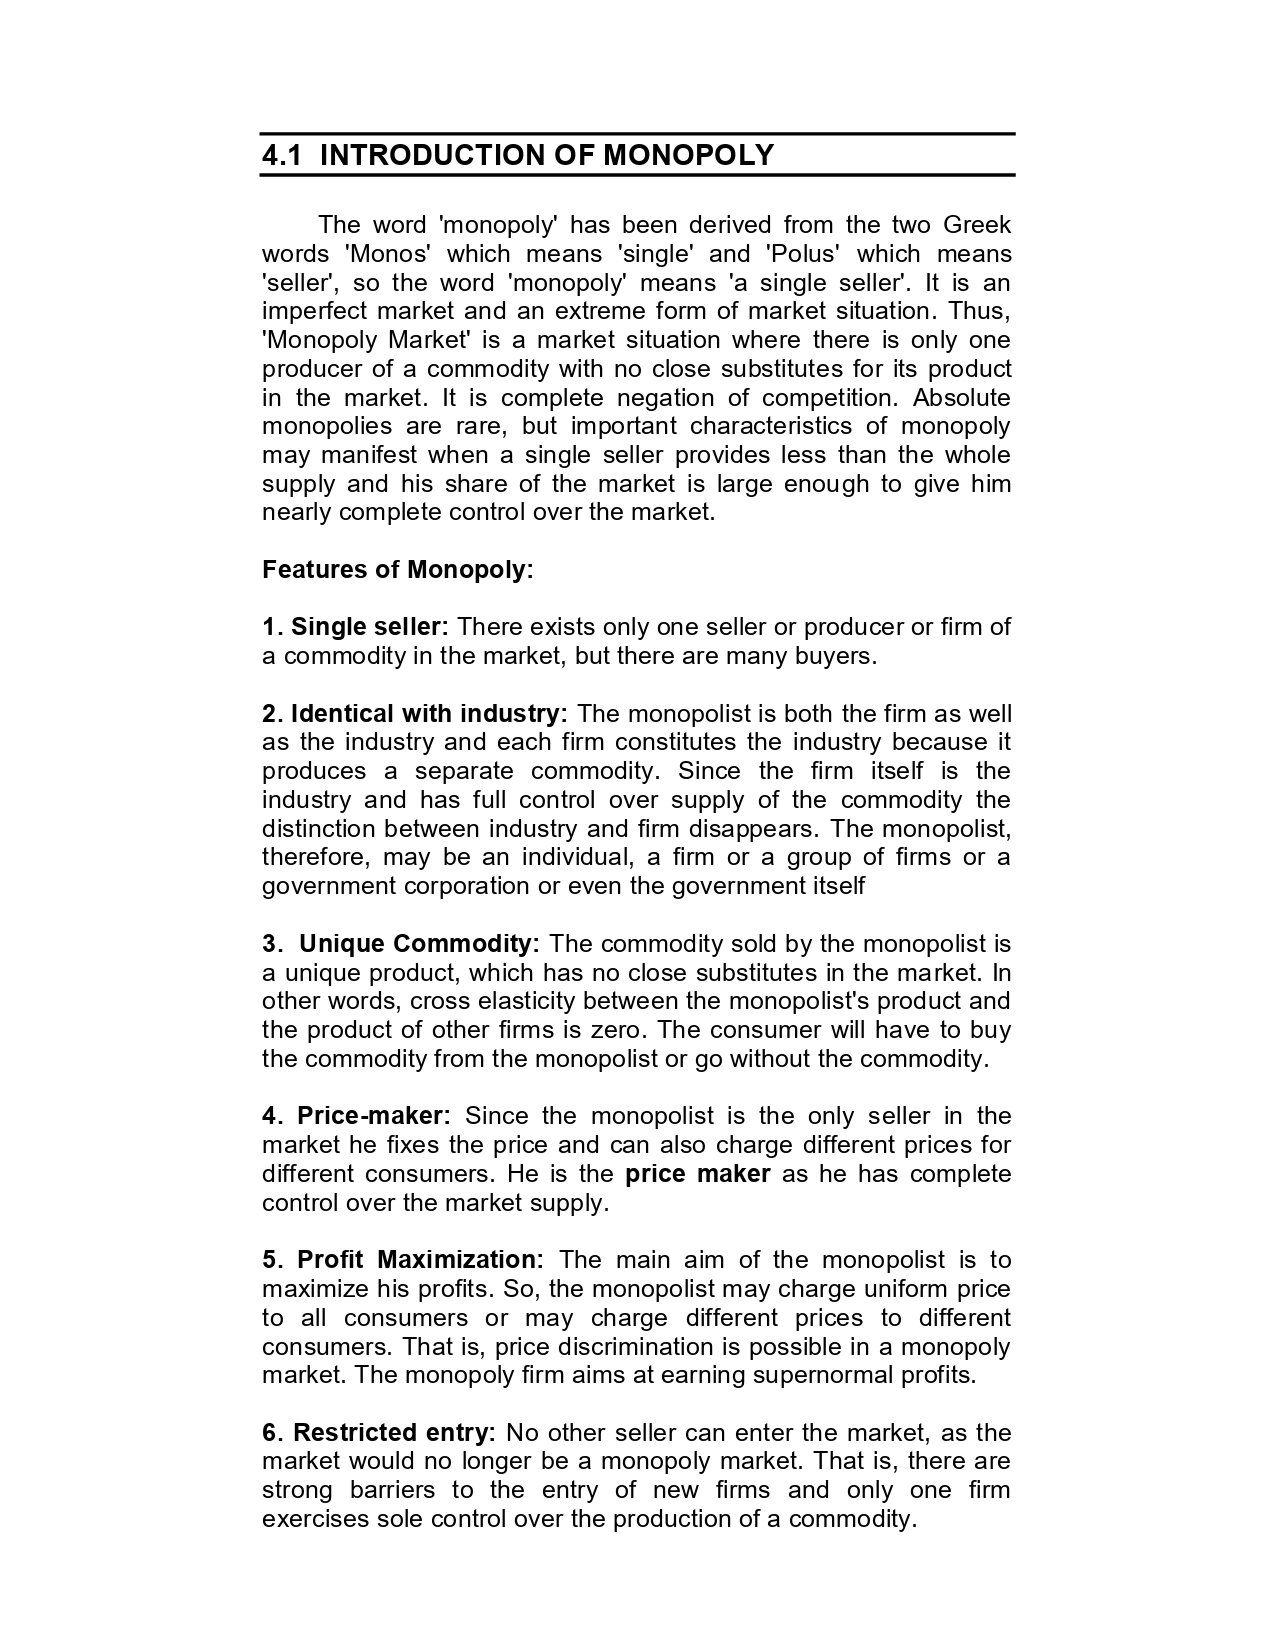 4.1 INTRODUCTION OF MONOPOLY
The word 'monopoly' has been derived from the two Greek
words 'Monos' which means 'single' and 'Polus' which means
'seller', so the word 'monopoly' means 'a single seller'. It is an
imperfect market and an extreme form of market situation. Thus,
'Monopoly Market' is a market situation where there is only one
producer of a commodity with no close substitutes for its product
in the market. It is complete negation of competition. Absolute
monopolies are rare, but important characteristics of monopoly
may manifest when a single seller provides less than the whole
supply and his share of the market is large enough to give him
nearly complete control over the market.
Features of Monopoly:
1. Single seller: There exists only one seller or producer or firm of
a commodity in the market, but there are many buyers.
2. Identical with industry: The monopolist is both the firm as well
as the industry and each firm constitutes the industry because it
produces a separate commodity. Since the firm itself is the
industry and has full control over supply of the commodity the
distinction between industry and firm disappears. The monopolist,
therefore, may be an individual, a firm or a group of firms or a
government corporation or even the government itself
3. Unique Commodity: The commodity sold by the monopolist is
a unique product, which has no close substitutes in the market. In
other words, cross elasticity between the monopolist's product and
the product of other firms is zero. The consumer will have to buy
the commodity from the monopolist or go without the commodity.
4. Price-maker: Since the monopolist is the only seller in the
market he fixes the price and can also charge different prices for
different consumers. He is the price maker as he has complete
control over the market supply.
5. Profit Maximization: The main aim of the monopolist is to
maximize his profits. So, the monopolist may charge uniform price
to all consumers or may charge different prices to different
consumers. That is, price discrimination is possible in a monopoly
market. The monopoly firm aims at earning supernormal profits.
6. Restricted entry: No other seller can enter the market, as the
market would no longer be a monopoly market. That is, there are
strong barriers to the entry of new firms and only one firm
exercises sole control over the production of a commodity.